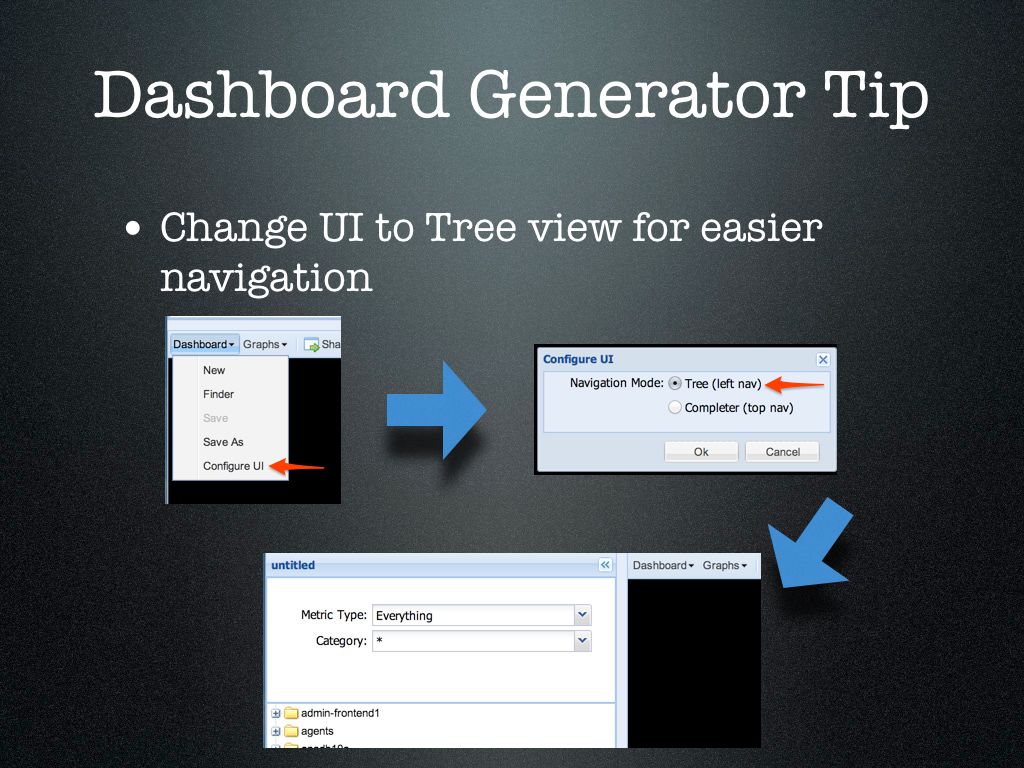 Dashboard Generator Tip
• Change UI to Tree view for easier
navigation
Dashboard Graphs Sha
New
Finder
Save
Save As
Configure UI
Configure UI
Navigation Mode: Tree (left nav)
Completer (top nav)
Ok Cancel
untitled
Dashboard Graphs
Metric Type: Everything
Category: *
admin-frontend1
agents